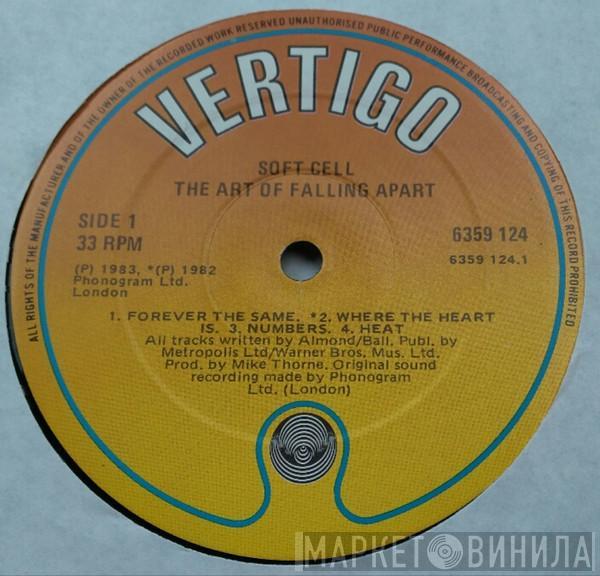 ALL RIGHTS OF THE MANUFACTURER AND OF THE OWNER OF THE RECORDED WORK RESERVED UNAUTHORISED PUBLIC PERFORMANCE BROADCASTING AND COPYING OF THIS RECORD PROHIBITED
VERTIGO
SOFT CELL
THE ART OF FALLING APART
SIDE 1
33 RPM
6359 124
6359 124.1
(P) 1983, *(P) 1982
Phonogram Ltd.
London
1. FOREVER THE SAME. *2. WHERE THE HEART
IS. 3. NUMBERS. 4. HEAT
All tracks written by Almond/Ball. Publ. by
Metropolis Ltd/Warner Bros. Mus. Ltd.
Prod. by Mike Thorne. Original sound
recording made by Phonogram
Ltd. (London)
МАРКЕТ ВИНИЛА